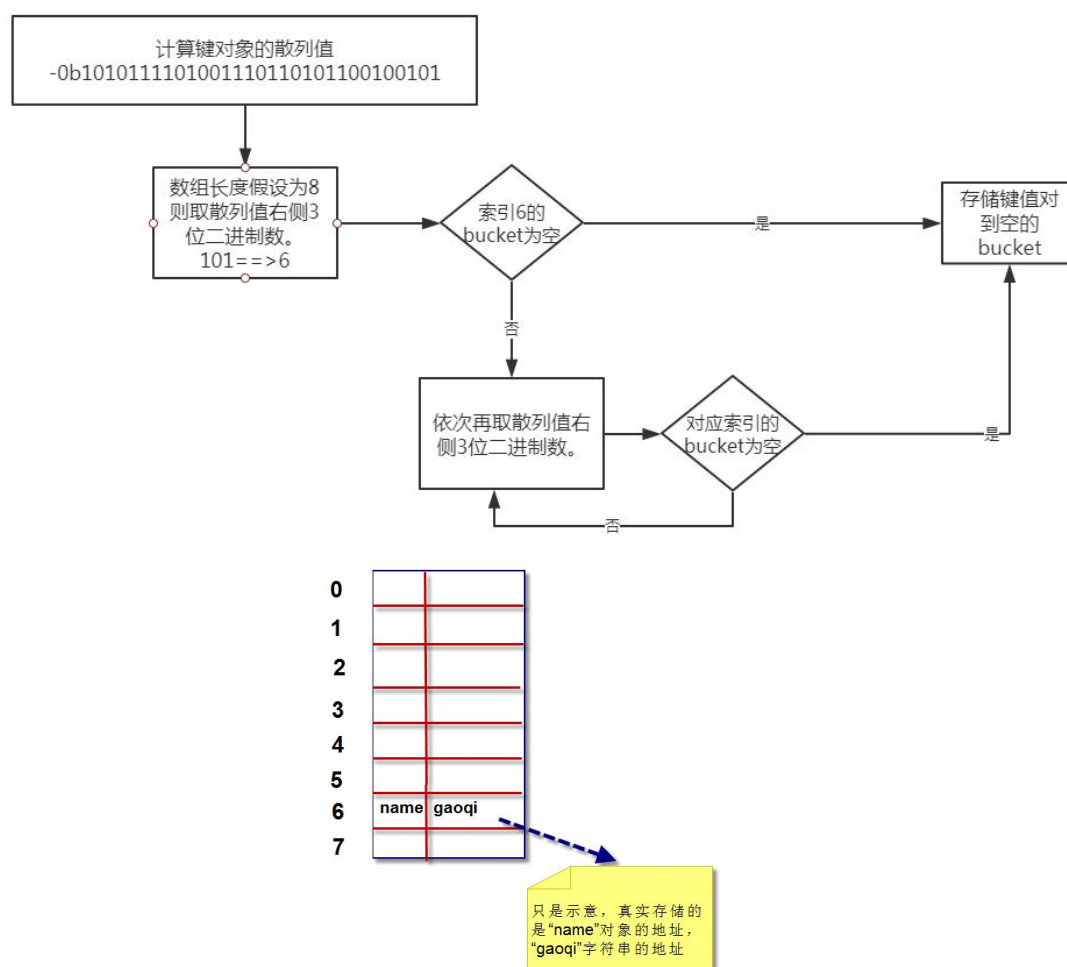 计算键对象的散列值
-0b1010111101001110110101100100101
数组长度假设为8
则取散列值右侧3
位二进制数。
101==>6
索引6的
bucket为空
是
存储键值对
到空的
bucket
否
依次再取散列值右
侧3位二进制数。
对应索引的
bucket为空
是
否
0
1
2
3
4
5
6 name gaoqi
7
只是示意，真实存储的
是“name”对象的地址，
“gaoqi”字符串的地址